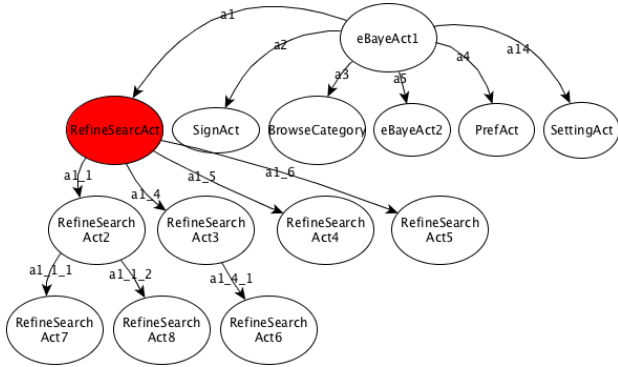 a1
eBayeAct1
a2
a14
a3
a5
a4
RefineSearcAct
SignAct
BrowseCategory
eBayeAct2
PrefAct
SettingAct
a1_1
a1_4
a1_5
a1_6
RefineSearch
Act2
RefineSearch
Act3
RefineSearch
Act4
RefineSearch
Act5
a1_1_1
a1_1_2
a1_4_1
RefineSearch
Act7
RefineSearch
Act8
RefineSearch
Act6